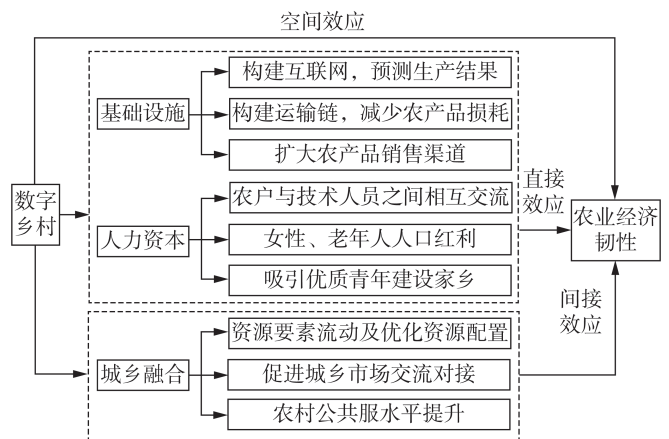 空间效应
构建互联网，预测生产结果
基础设施
构建运输链，减少农产品损耗
扩大农产品销售渠道
数字
乡村
农户与技术人员之间相互交流
人力资本
女性、老年人人口红利
吸引优质青年建设家乡
直接
效应
农业经济
韧性
间接
效应
资源要素流动及优化资源配置
城乡融合
促进城乡市场交流对接
农村公共服水平提升